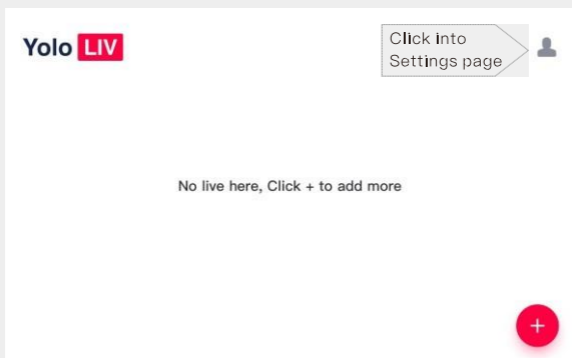 Yolo LIV
Click into
Settings page
No live here, Click + to add more
+